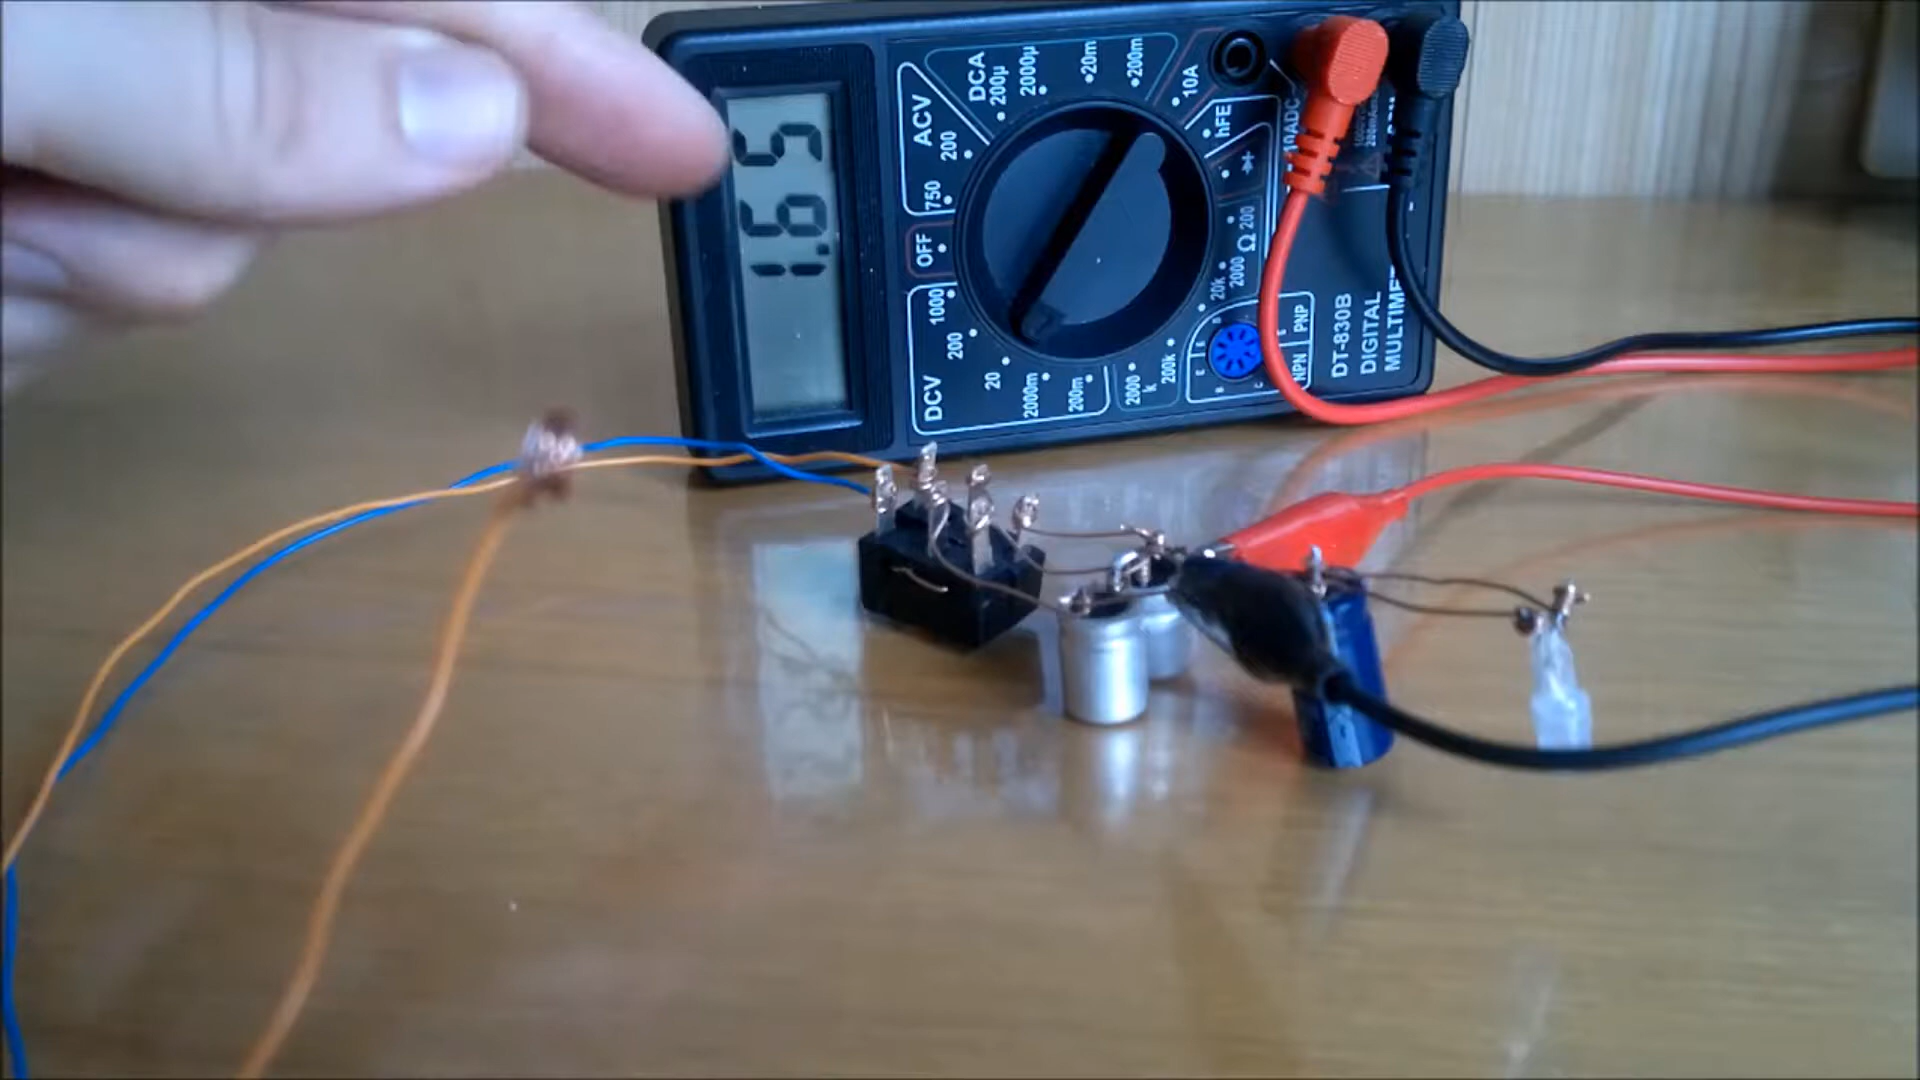 1.65
DCA
200µ
2000µ
20m
200m
10A
hFE
ACV
200
750
OFF
DCV
1000
200
20
2000m
200m
2000
k
200k
20k
2000
Ω
200
10ADC
NPN
PNP
E
B
C
E
DT-830B
DIGITAL